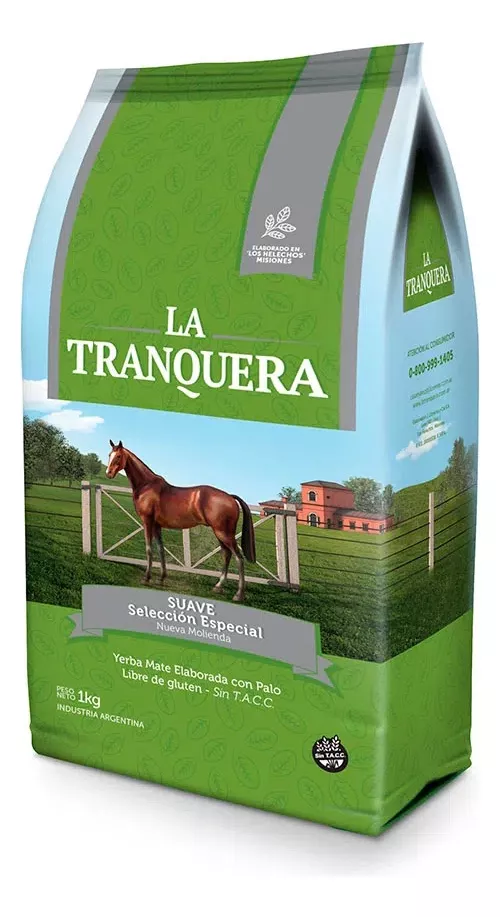 ELABORADO EN
'LOS HELECHOS'
MISIONES
LA
TRANQUERA
SUAVE
Selección Especial
Nueva Molienda
Yerba Mate Elaborada con Palo
Libre de gluten - Sin T.A.C.C.
PESO
NETO 1kg
INDUSTRIA ARGENTINA
Sin T.A.C.C.
LA
TRANQUERA
ATENCIÓN AL CONSUMIDOR
0-800-999-1405